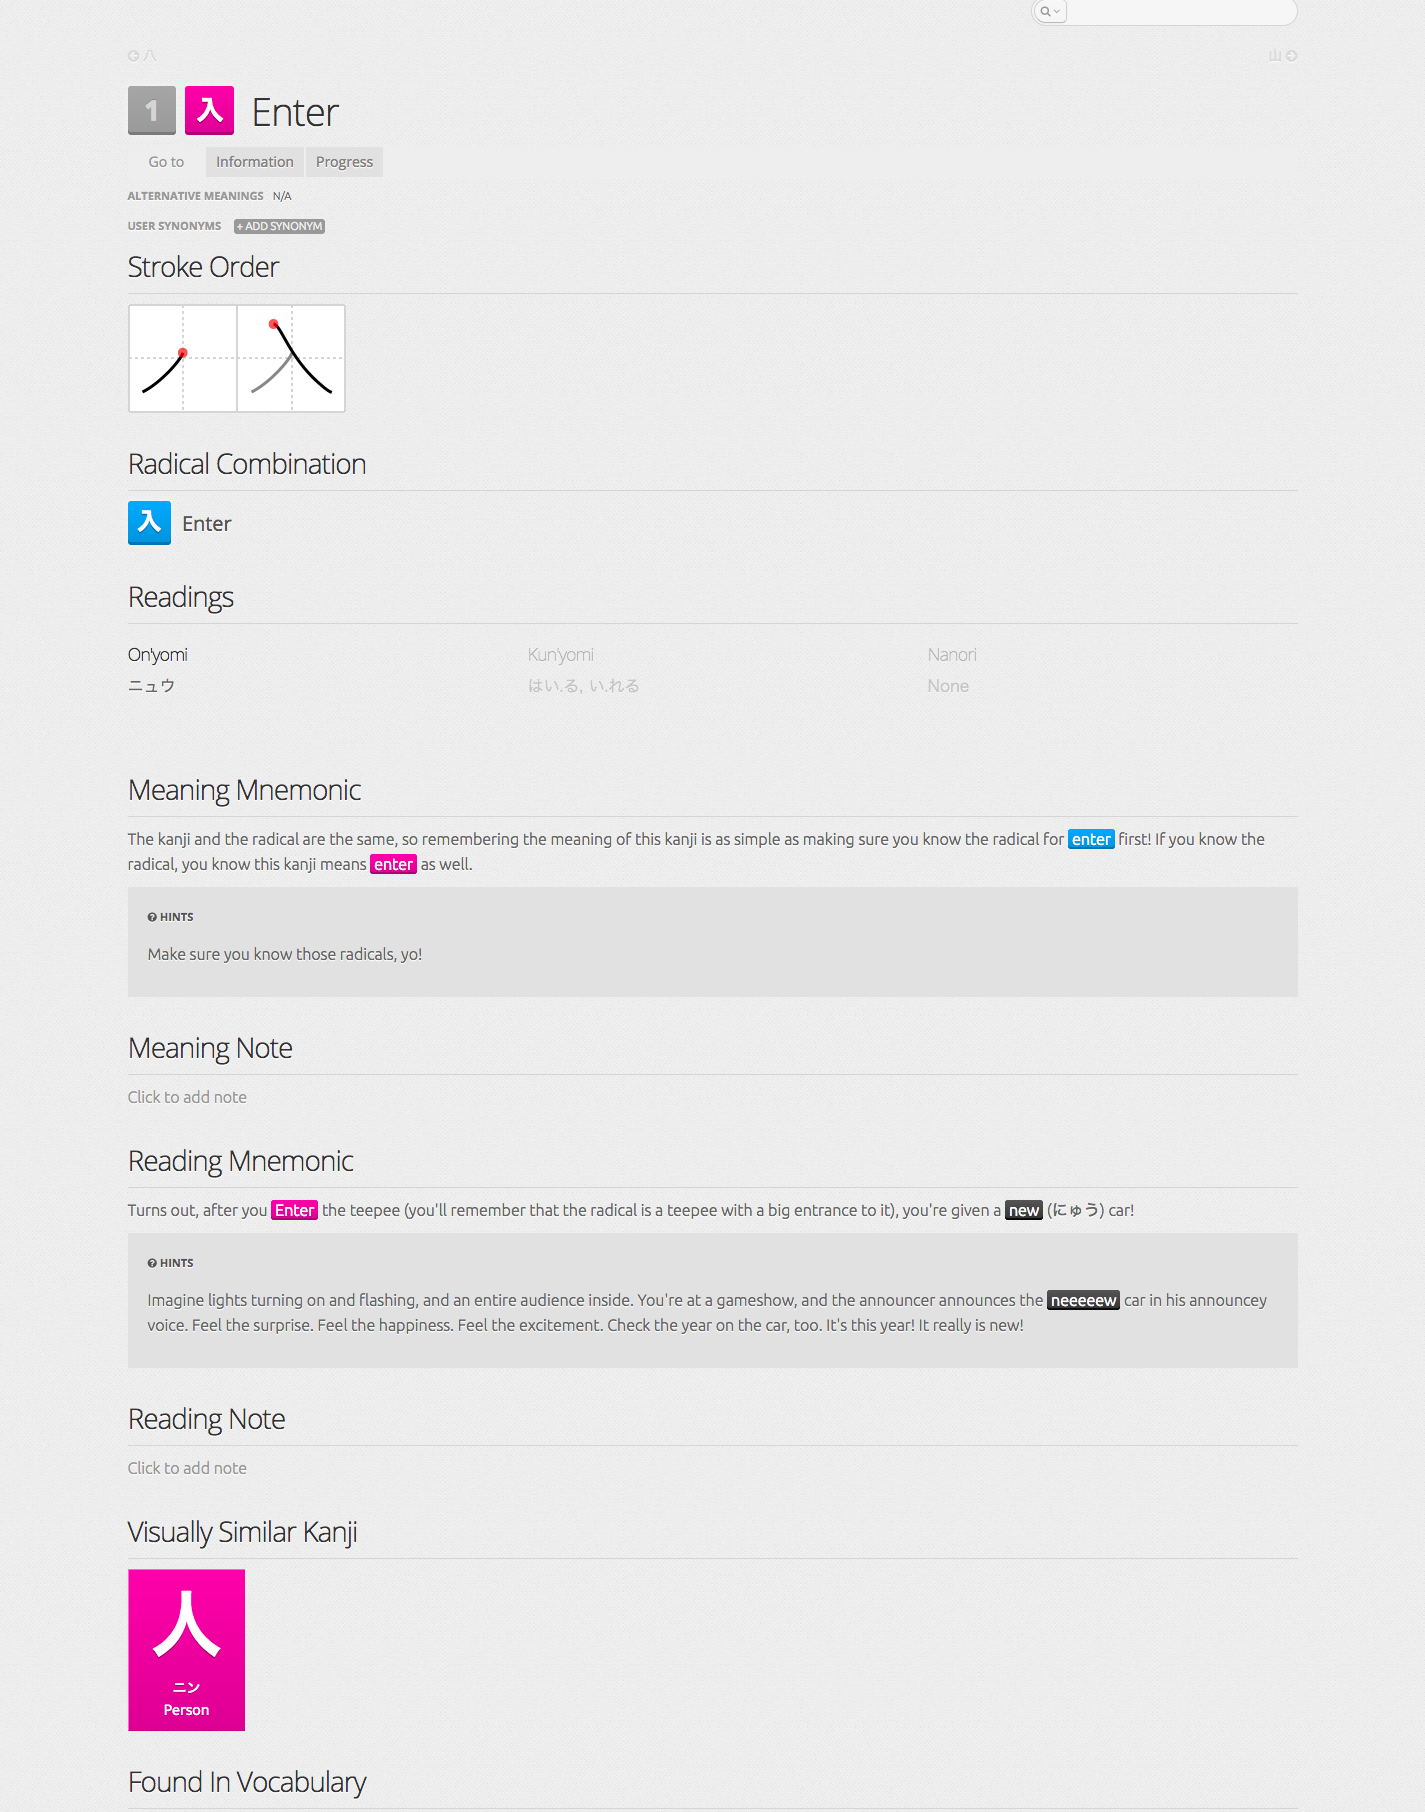 八
山
1 入 Enter
Go to Information Progress
ALTERNATIVE MEANINGS N/A
USER SYNONYMS + ADD SYNONYM
Stroke Order
Radical Combination
入 Enter
Readings
On'yomi Kun'yomi Nanori
ニュウ はい.る, い.れる None
Meaning Mnemonic
The kanji and the radical are the same, so remembering the meaning of this kanji is as simple as making sure you know the radical for enter first! If you know the
radical, you know this kanji means enter as well.
HINTS
Make sure you know those radicals, yo!
Meaning Note
Click to add note
Reading Mnemonic
Turns out, after you Enter the teepee (you'll remember that the radical is a teepee with a big entrance to it), you're given a new (にゅう) car!
HINTS
Imagine lights turning on and flashing, and an entire audience inside. You're at a gameshow, and the announcer announces the neeeeew car in his announcey
voice. Feel the surprise. Feel the happiness. Feel the excitement. Check the year on the car, too. It's this year! It really is new!
Reading Note
Click to add note
Visually Similar Kanji
人
ニン
Person
Found In Vocabulary